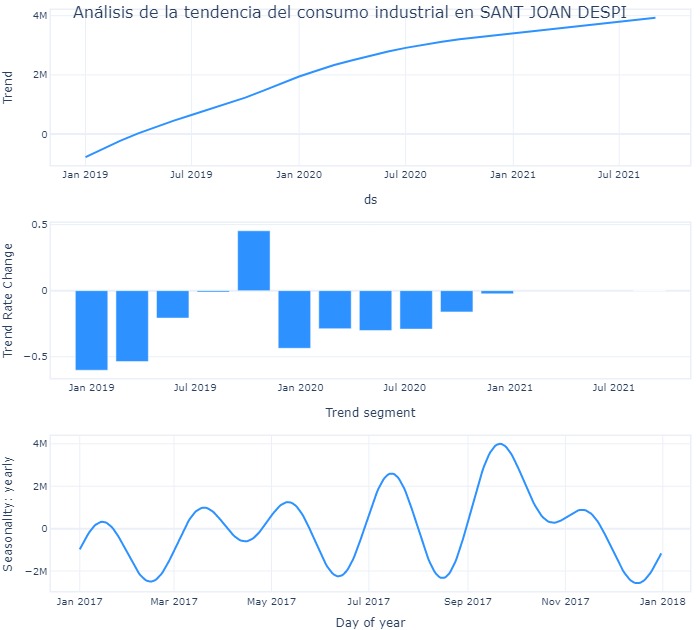 Análisis de la tendencia del consumo industrial en SANT JOAN DESPI
4M
2M
0
Trend
Jan 2019 Jul 2019 Jan 2020 Jul 2020 Jan 2021 Jul 2021
ds
0.5
0
−0.5
Trend Rate Change
Jan 2019 Jul 2019 Jan 2020 Jul 2020 Jan 2021 Jul 2021
Trend segment
4M
2M
0
−2M
Seasonality: yearly
Jan 2017 Mar 2017 May 2017 Jul 2017 Sep 2017 Nov 2017 Jan 2018
Day of year